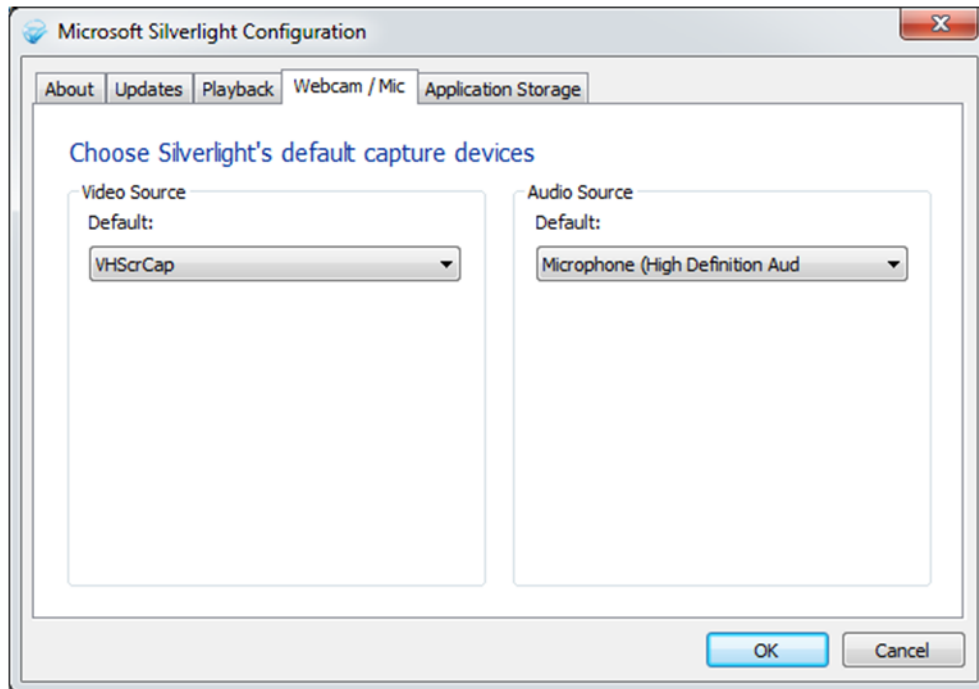 Microsoft Silverlight Configuration
About Updates Playback Webcam / Mic Application Storage
Choose Silverlight's default capture devices
Video Source
Default:
VHScrCap
Audio Source
Default:
Microphone (High Definition Aud
OK Cancel